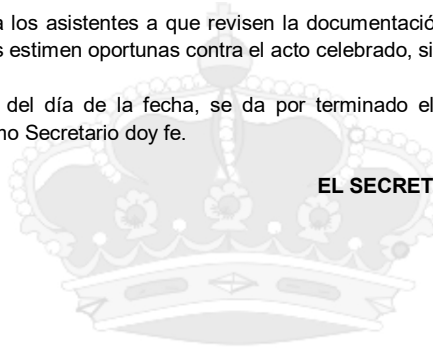 a los asistentes a que revisen la documentació
s estimen oportunas contra el acto celebrado, si
del día de la fecha, se da por terminado el
no Secretario doy fe.
EL SECRET